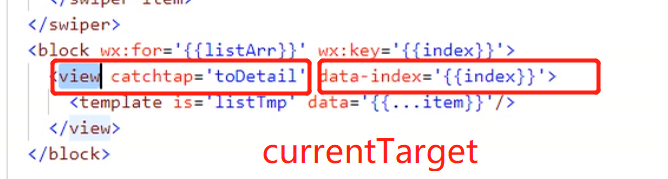 </swiper>
<block wx:for='{{listArr}}' wx:key='{{index}}'>
<view catchtap='toDetail' data-index='{{index}}'>
<template is='listTmp' data='{{...item}}'/>
</view>
</block>
currentTarget